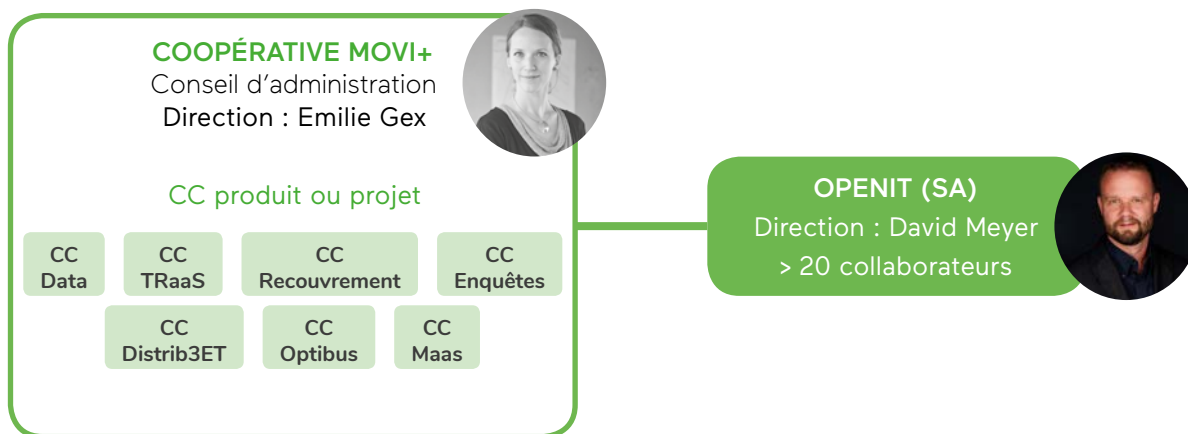 COOPÉRATIVE MOVI+
Conseil d’administration
Direction : Emilie Gex
CC produit ou projet
CC
Data
CC
TRaaS
CC
Recouvrement
CC
Enquêtes
CC
Distrib3ET
CC
Optibus
CC
Maas
OPENIT (SA)
Direction : David Meyer
> 20 collaborateurs